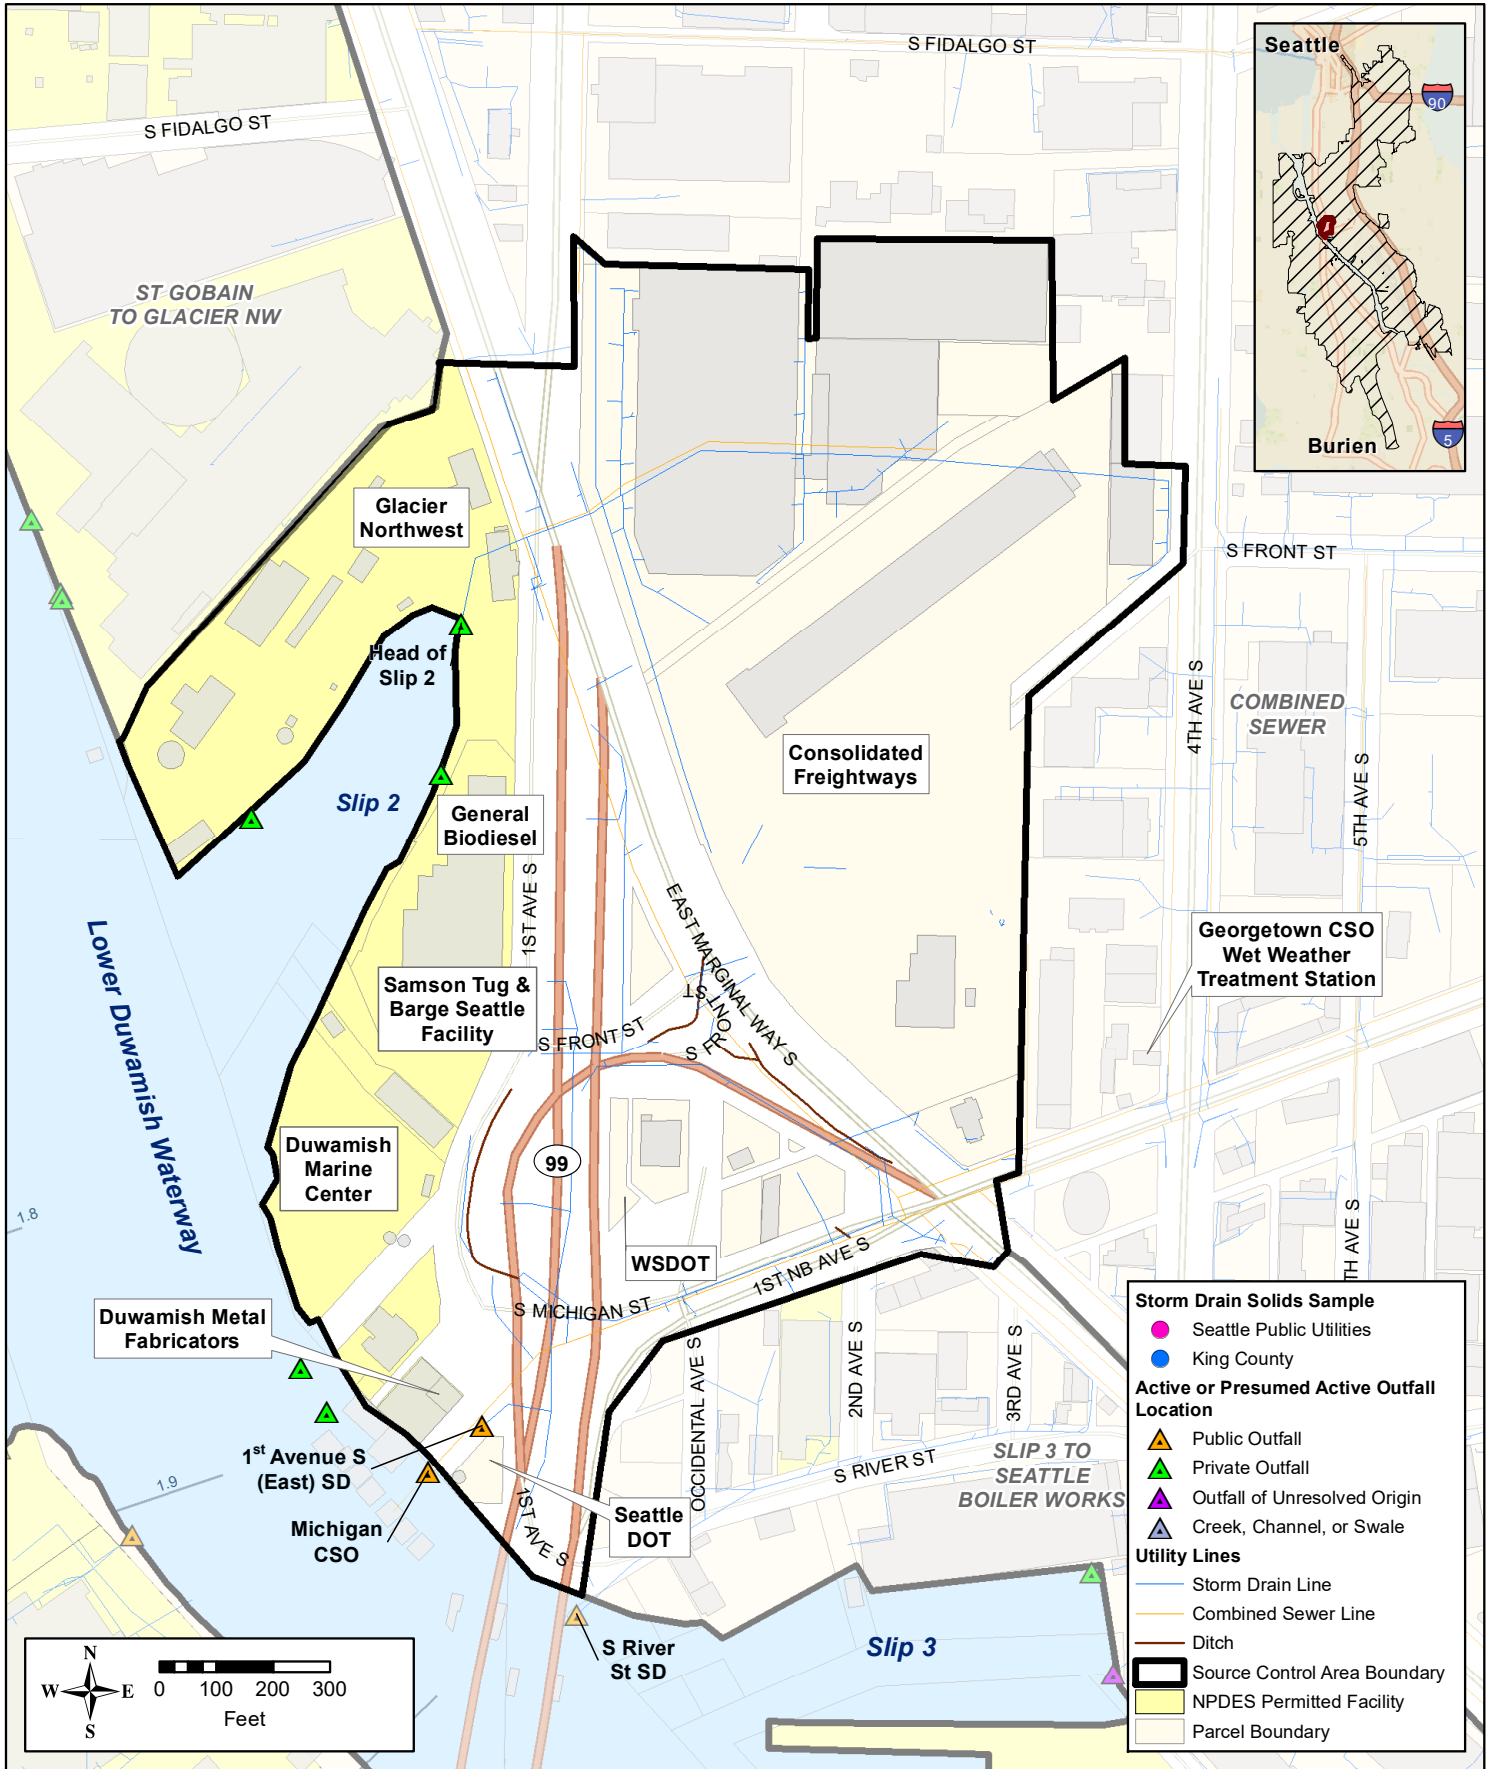 S FIDALGO ST
Seattle
90
S FIDALGO ST
ST GOBAIN
TO GLACIER NW
5
Burien
Glacier
Northwest
S FRONT ST
Head of
Slip 2
4TH AVE S
COMBINED
SEWER
Consolidated
Freightways
5TH AVE S
Slip 2
General
Biodiesel
1ST AVE S
EAST MARGINAL WAY S
Georgetown CSO
Wet Weather
Treatment Station
Lower Duwamish Waterway
Samson Tug &
Barge Seattle
Facility
S FRONT ST
S FRONT ST
Duwamish
Marine
Center
99
1.8
WSDOT
1ST NB AVE S
TH AVE S
S MICHIGAN ST
Duwamish Metal
Fabricators
OCCIDENTAL AVE S
2ND AVE S
3RD AVE S
1st Avenue S
(East) SD
1.9
S RIVER ST
SLIP 3 TO
SEATTLE
BOILER WORKS
Michigan
CSO
1ST AVE S
Seattle
DOT
S River
St SD
Slip 3
N
W E
S
0 100 200 300
Feet
Storm Drain Solids Sample
Seattle Public Utilities
King County
Active or Presumed Active Outfall
Location
Public Outfall
Private Outfall
Outfall of Unresolved Origin
Creek, Channel, or Swale
Utility Lines
Storm Drain Line
Combined Sewer Line
Ditch
Source Control Area Boundary
NPDES Permitted Facility
Parcel Boundary